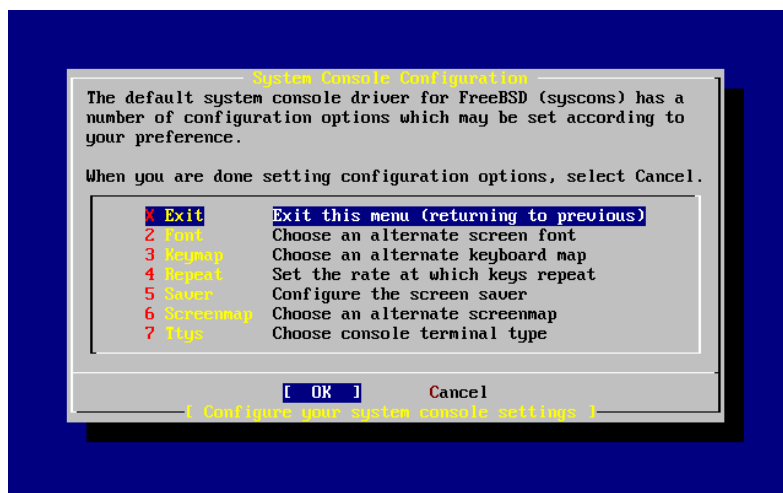 System Console Configuration
The default system console driver for FreeBSD (syscons) has a
number of configuration options which may be set according to
your preference.
When you are done setting configuration options, select Cancel.
X Exit Exit this menu (returning to previous)
2 Font Choose an alternate screen font
3 Keymap Choose an alternate keyboard map
4 Repeat Set the rate at which keys repeat
5 Saver Configure the screen saver
6 Screenmap Choose an alternate screenmap
7 Ttys Choose console terminal type
[ OK ] Cancel
[ Configure your system console settings ]